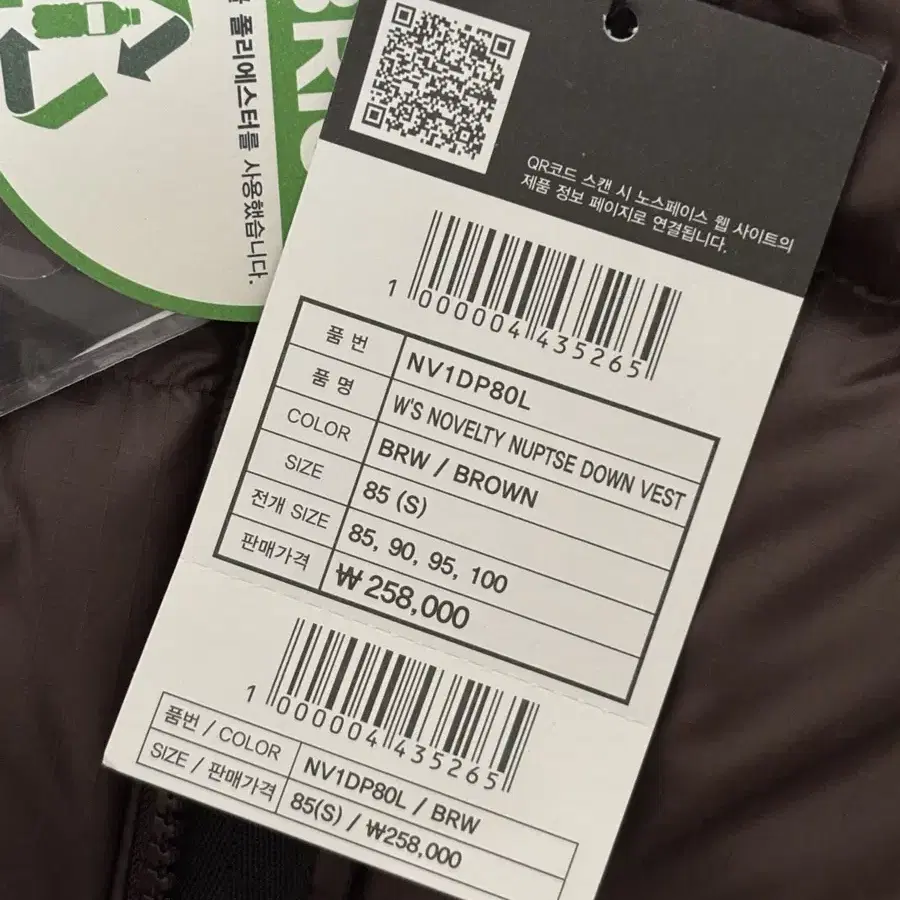 폴리에스터를 사용했습니다.
QR코드 스캔 시 노스페이스 웹 사이트의
제품 정보 페이지로 연결됩니다.
1 000004 435265
품 번 NV1DP80L
품 명 W'S NOVELTY NUPTSE DOWN VEST
COLOR BRW / BROWN
SIZE 85 (S)
전개 SIZE 85, 90, 95, 100
판매가격 ₩258,000
1 000004 435265
품번 / COLOR NV1DP80L / BRW
SIZE / 판매가격 85(S) / ₩258,000